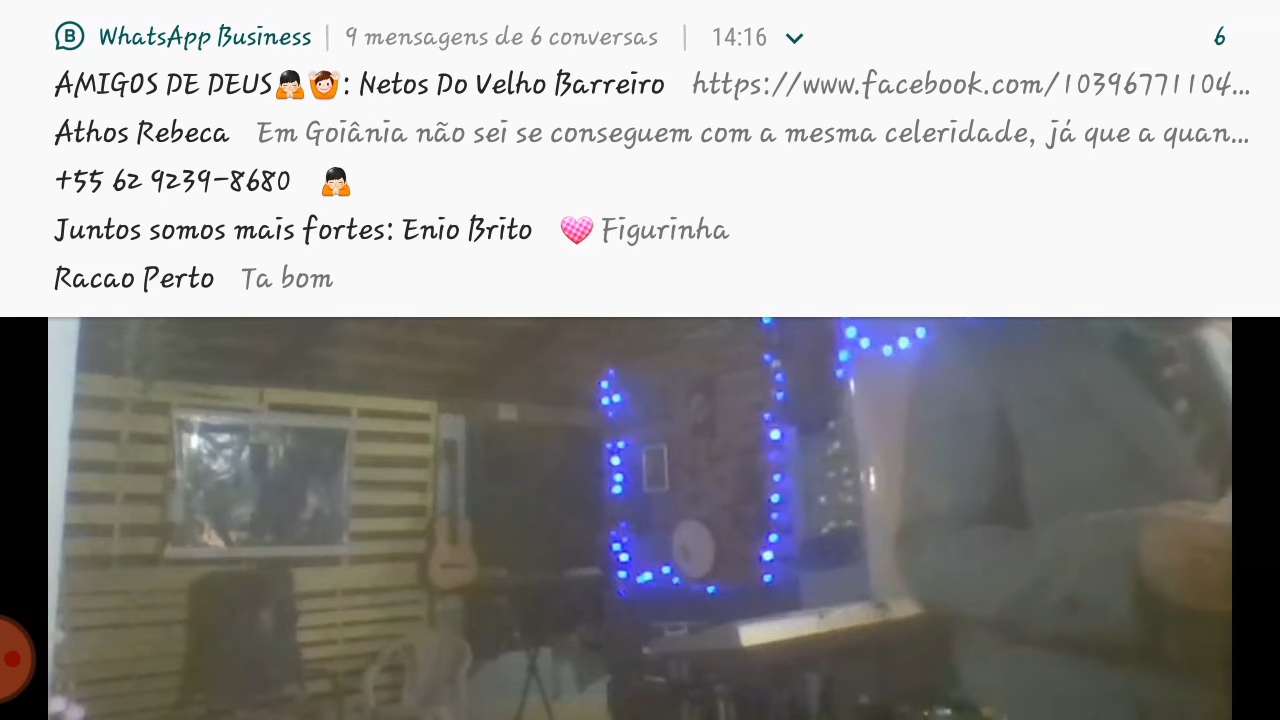 WhatsApp Business | 9 mensagens de 6 conversas | 14:16 6
AMIGOS DE DEUS🙏🏻🙆🏻: Netos Do Velho Barreiro https://www.facebook.com/10396771104...
Athos Rebeca Em Goiânia não sei se conseguem com a mesma celeridade, já que a quan...
+55 62 9239-8680 🙏🏻
Juntos somos mais fortes: Enio Brito 💟 Figurinha
Racao Perto Ta bom